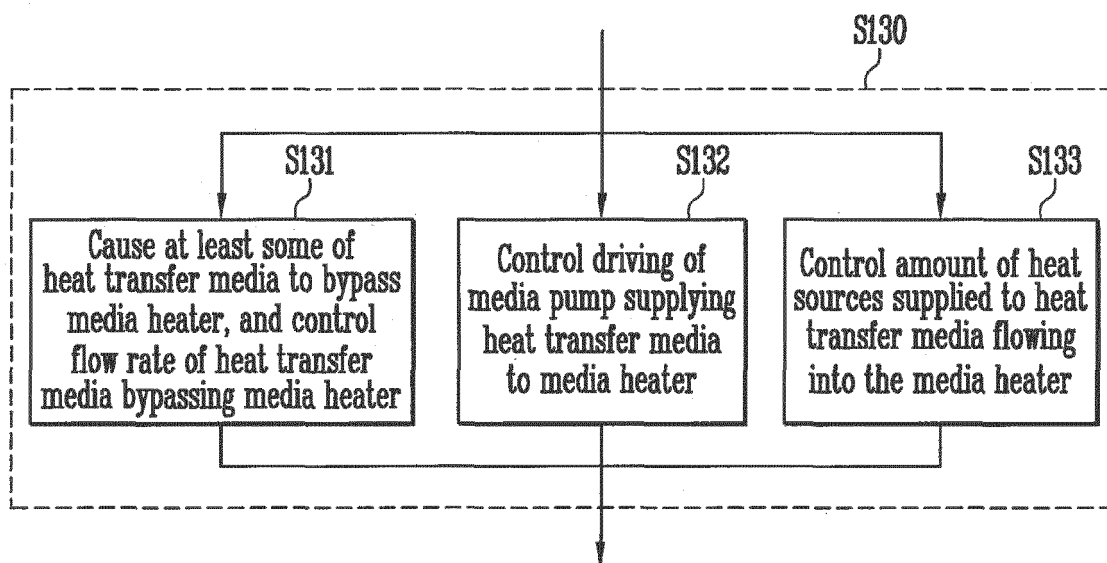 S130
S131
S132
S133
Cause at least some of
heat transfer media to bypass
media heater, and control
flow rate of heat transfer
media bypassing media heater
Control driving of
media pump supplying
heat transfer media
to media heater
Control amount of heat
sources supplied to heat
transfer media flowing
into the media heater